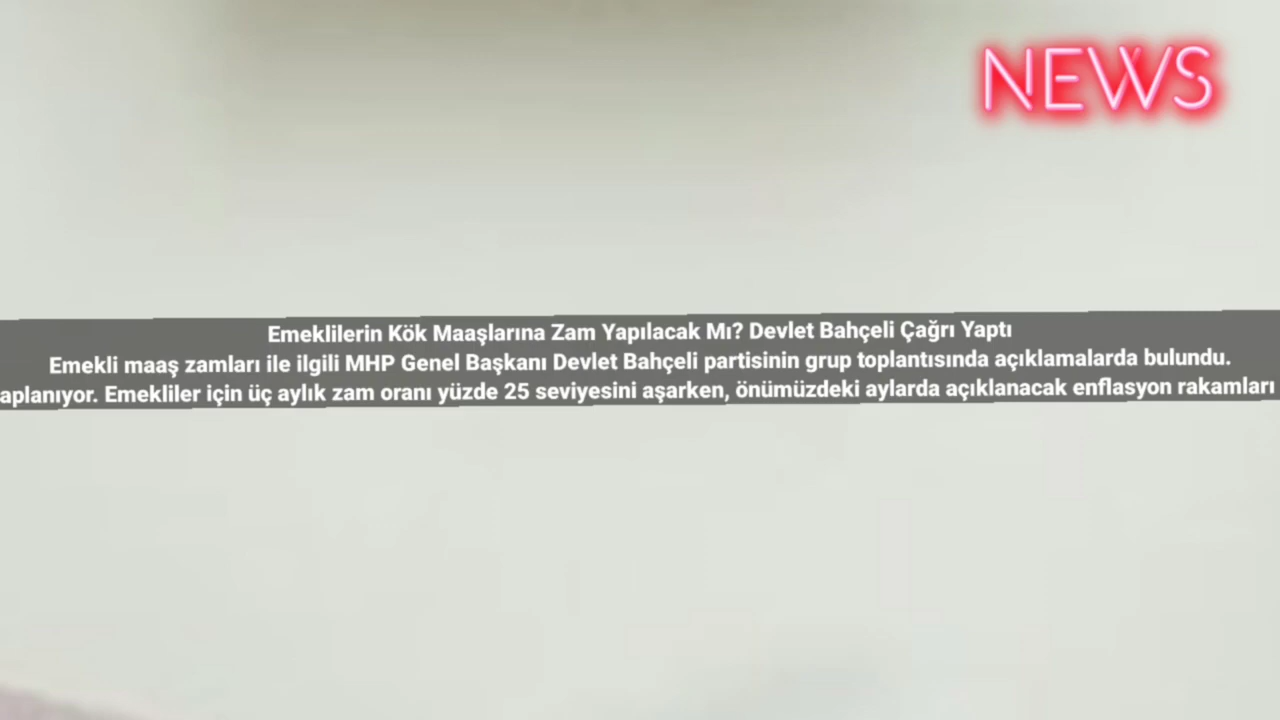 NEWS
Emeklilerin Kök Maaşlarına Zam Yapılacak Mı? Devlet Bahçeli Çağrı Yaptı
Emekli maaş zamları ile ilgili MHP Genel Başkanı Devlet Bahçeli partisinin grup toplantısında açıklamalarda bulundu.
aplanıyor. Emekliler için üç aylık zam oranı yüzde 25 seviyesini aşarken, önümüzdeki aylarda açıklanacak enflasyon rakamları